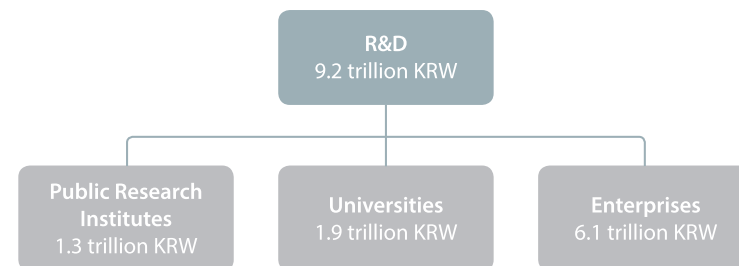 R&D
9.2 trillion KRW
Public Research
Institutes
1.3 trillion KRW
Universities
1.9 trillion KRW
Enterprises
6.1 trillion KRW